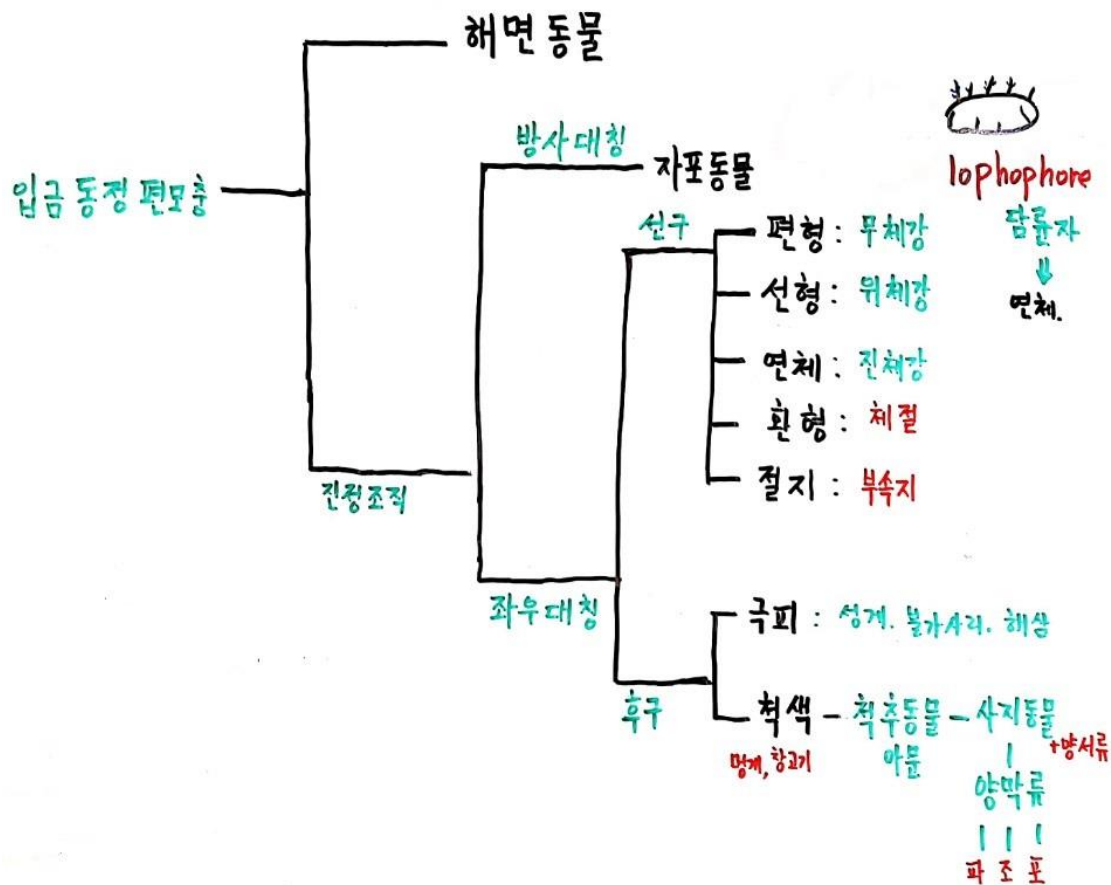 해면동물
방사대칭
자포동물
lophophore
담륜자
⇓
연체.
입금 동정 편모충
선구
편형 : 무체강
선형 : 위체강
연체 : 진체강
환형 : 체절
절지 : 부속지
진정조직
좌우대칭
극피 : 성게. 불가사리. 해삼
후구
척색 – 척추동물 – 사지동물
멍게, 창고기
아문
+양서류
양막류
파 조 포